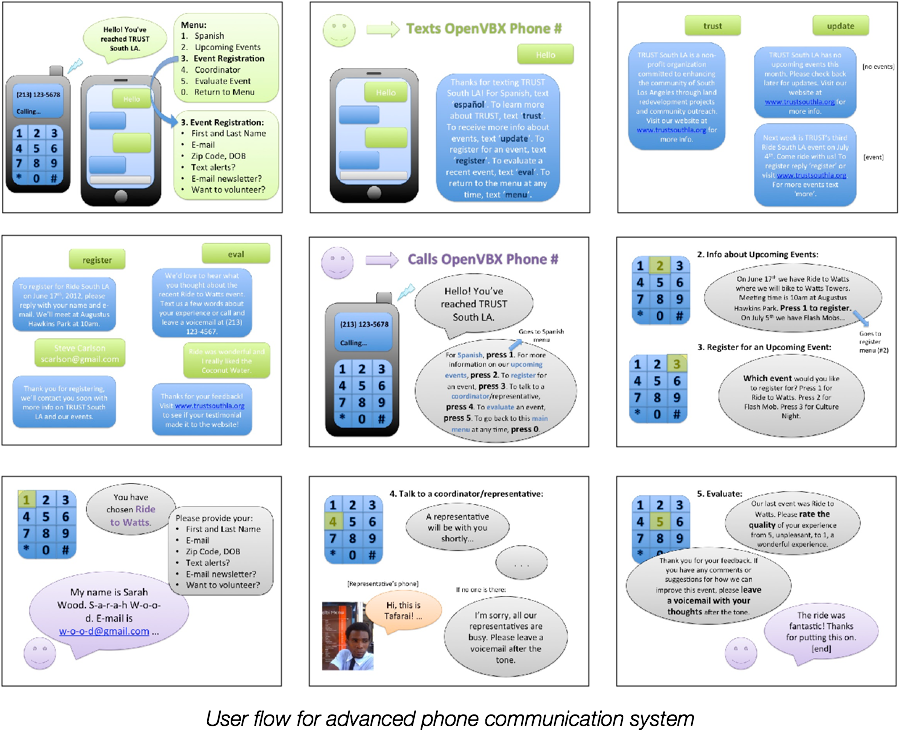 Hello! You've
reached TRUST
South LA.
(213) 123-5678
Calling...
1 2 3
4 5 6
7 8 9
* 0 #
Hello
Menu:
1. Spanish
2. Upcoming Events
3. Event Registration
4. Coordinator
5. Evaluate Event
0. Return to Menu
3. Event Registration:
• First and Last Name
• E-mail
• Zip Code, DOB
• Text alerts?
• E-mail newsletter?
• Want to volunteer?
Texts OpenVBX Phone #
Hello
Hello
Thanks for texting TRUST
South LA! For Spanish, text
'español'. To learn more
about TRUST, text 'trust'.
To receive more info about
events, text 'update'. To
register for an event, text
'register'. To evaluate a
recent event, text 'eval'. To
return to the menu at any
time, text 'menu'.
trust
TRUST South LA is a non-
profit organization
committed to enhancing
the community of South
Los Angeles through land
redevelopment projects
and community outreach.
Visit our website at
www.trustsouthla.org for
more info.
update
TRUST South LA has no
upcoming events this
month. Please check back
later for updates. Visit our
website at
www.trustsouthla.org for
more info.
[no events]
Next week is TRUST's third
Ride South LA event on July
4th. Come ride with us! To
register reply 'register' or
visit www.trustsouthla.org
For more events text
'more'.
[event]
register
To register for Ride South LA
on June 17th, 2012, please
reply with your name and e-
mail. We'll meet at Augustus
Hawkins Park at 10am.
Steve Carlson
scarlson@gmail.com
Thank you for registering,
we'll contact you soon with
more info on TRUST South
LA and our events.
eval
We'd love to hear what
you thought about the
recent Ride to Watts event.
Text us a few words about
your experience or call and
leave a voicemail at (213)
123-4567.
Ride was wonderful and
I really liked the
Coconut Water.
Thanks for your feedback!
Visit www.trustsouthla.org
to see if your testimonial
made it to the website!
Calls OpenVBX Phone #
Hello! You've
reached TRUST
South LA.
(213) 123-5678
Calling...
1 2 3
4 5 6
7 8 9
* 0 #
Goes to Spanish
menu
For Spanish, press 1. For more
information on our upcoming
events, press 2. To register for
an event, press 3. To talk to a
coordinator/representative,
press 4. To evaluate an event,
press 5. To go back to this main
menu at any time, press 0.
2. Info about Upcoming Events:
1 2 3
4 5 6
7 8 9
* 0 #
On June 17th we have Ride to Watts
where we will bike to Watts Towers.
Meeting time is 10am at Augustus
Hawkins Park. Press 1 to register.
On July 5th we have Flash Mobs...
Goes to
register
menu (#2)
3. Register for an Upcoming Event:
1 2 3
4 5 6
7 8 9
* 0 #
Which event would you like
to register for? Press 1 for
Ride to Watts. Press 2 for
Flash Mob. Press 3 for Culture
Night.
1 2 3
4 5 6
7 8 9
* 0 #
You have
chosen Ride
to Watts.
Please provide your:
• First and Last Name
• E-mail
• Zip Code, DOB
• Text alerts?
• E-mail newsletter?
• Want to volunteer?
My name is Sarah
Wood. S-a-r-a-h W-o-o-
d. E-mail is
w-o-o-d@gmail.com ...
4. Talk to a coordinator/representative:
1 2 3
4 5 6
7 8 9
* 0 #
A representative
will be with you
shortly...
. . .
[Representative's phone]
Hi, this is
Tafarai! ...
If no one is there:
I'm sorry, all our
representatives are
busy. Please leave a
voicemail after the
tone.
5. Evaluate:
1 2 3
4 5 6
7 8 9
* 0 #
Our last event was Ride to
Watts. Please rate the
quality of your experience
from 5, unpleasant, to 1, a
wonderful experience.
Thank you for your feedback. If
you have any comments or
suggestions for how we can
improve this event, please leave
a voicemail with your
thoughts after the tone.
The ride was
fantastic! Thanks
for putting this on.
[end]
User flow for advanced phone communication system